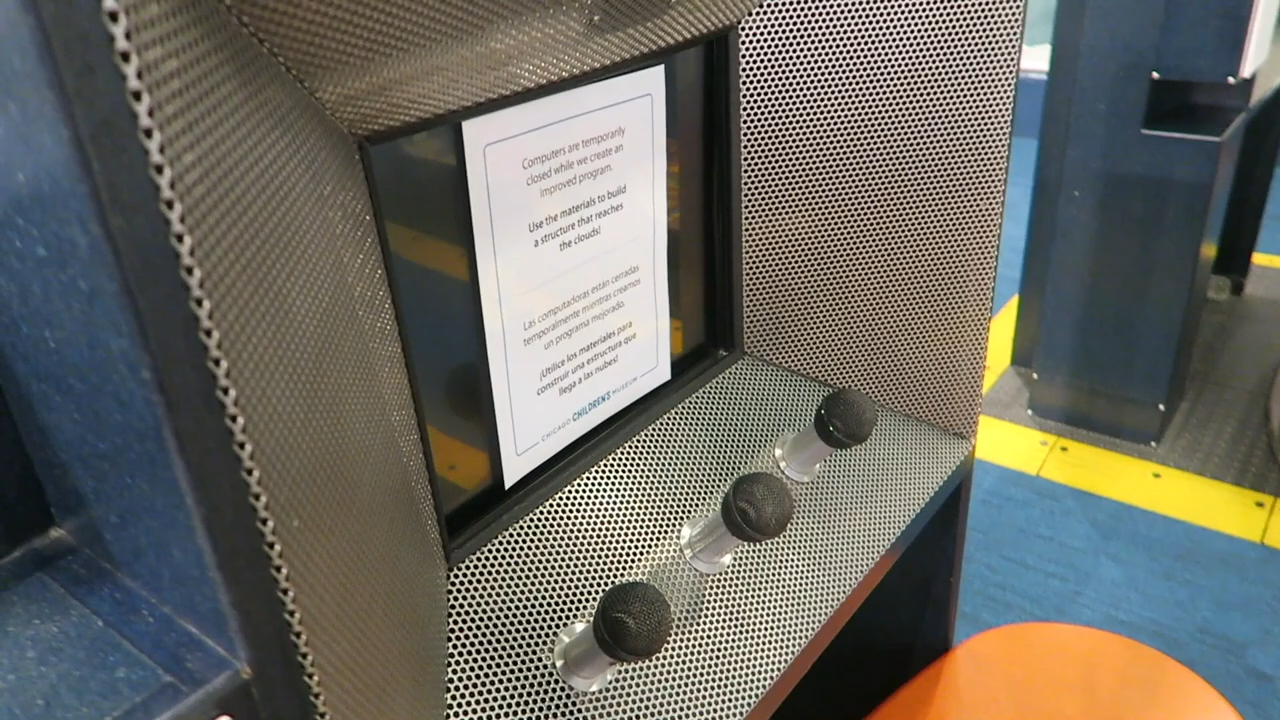 Computers are temporarily
closed while we create an
improved program.
Use the materials to build
a structure that reaches
the clouds!
Las computadoras están cerradas
temporalmente mientras creamos
un programa mejorado.
¡Utilice los materiales para
construir una estructura que
llega a las nubes!
CHICAGO CHILDREN'S MUSEUM